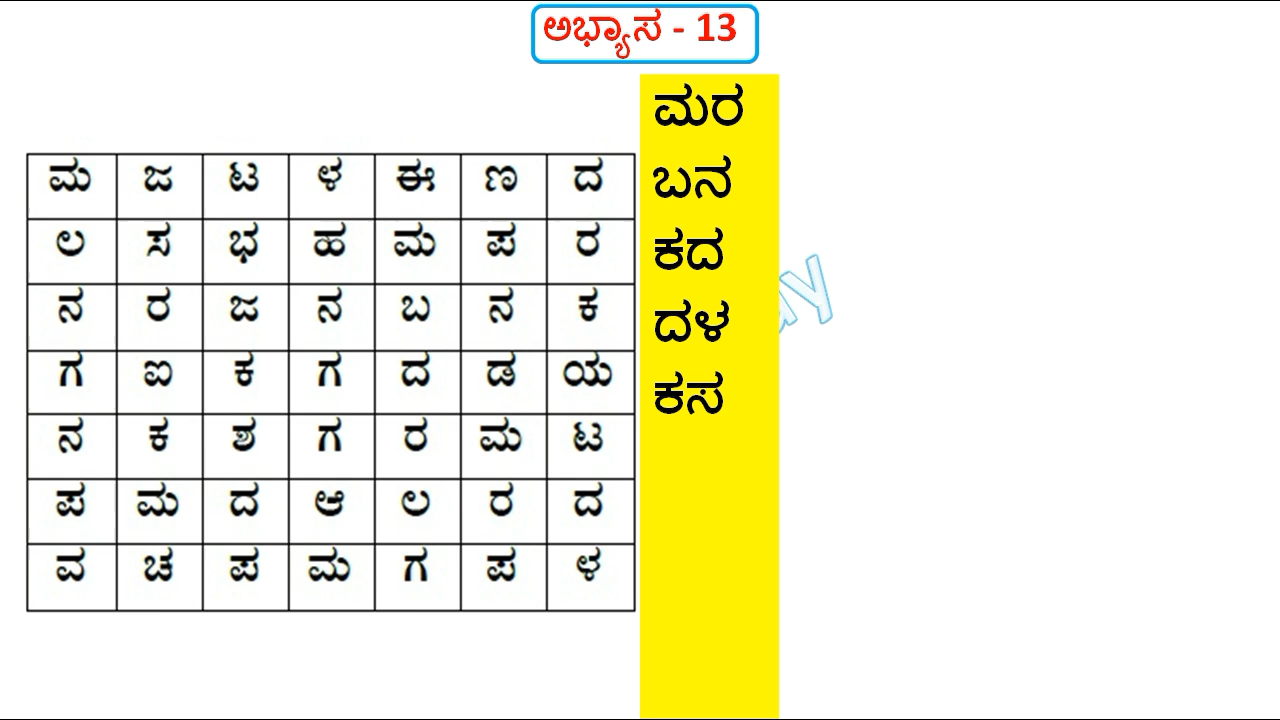 ಅಭ್ಯಾಸ - 13
ಮ ಜ ಟ ಳ ಈ ಣ ದ
ಲ ಸ ಭ ಹ ಮ ಪ ರ
ನ ರ ಜ ನ ಬ ನ ಕ
ಗ ಐ ಕ ಗ ದ ಡ ಯ
ನ ಕ ಶ ಗ ರ ಮ ಟ
ಪ ಮ ದ ಆ ಲ ರ ದ
ವ ಚ ಪ ಮ ಗ ಪ ಳ
ಮರ
ಬನ
ಕದ
ದಳ
ಕಸ